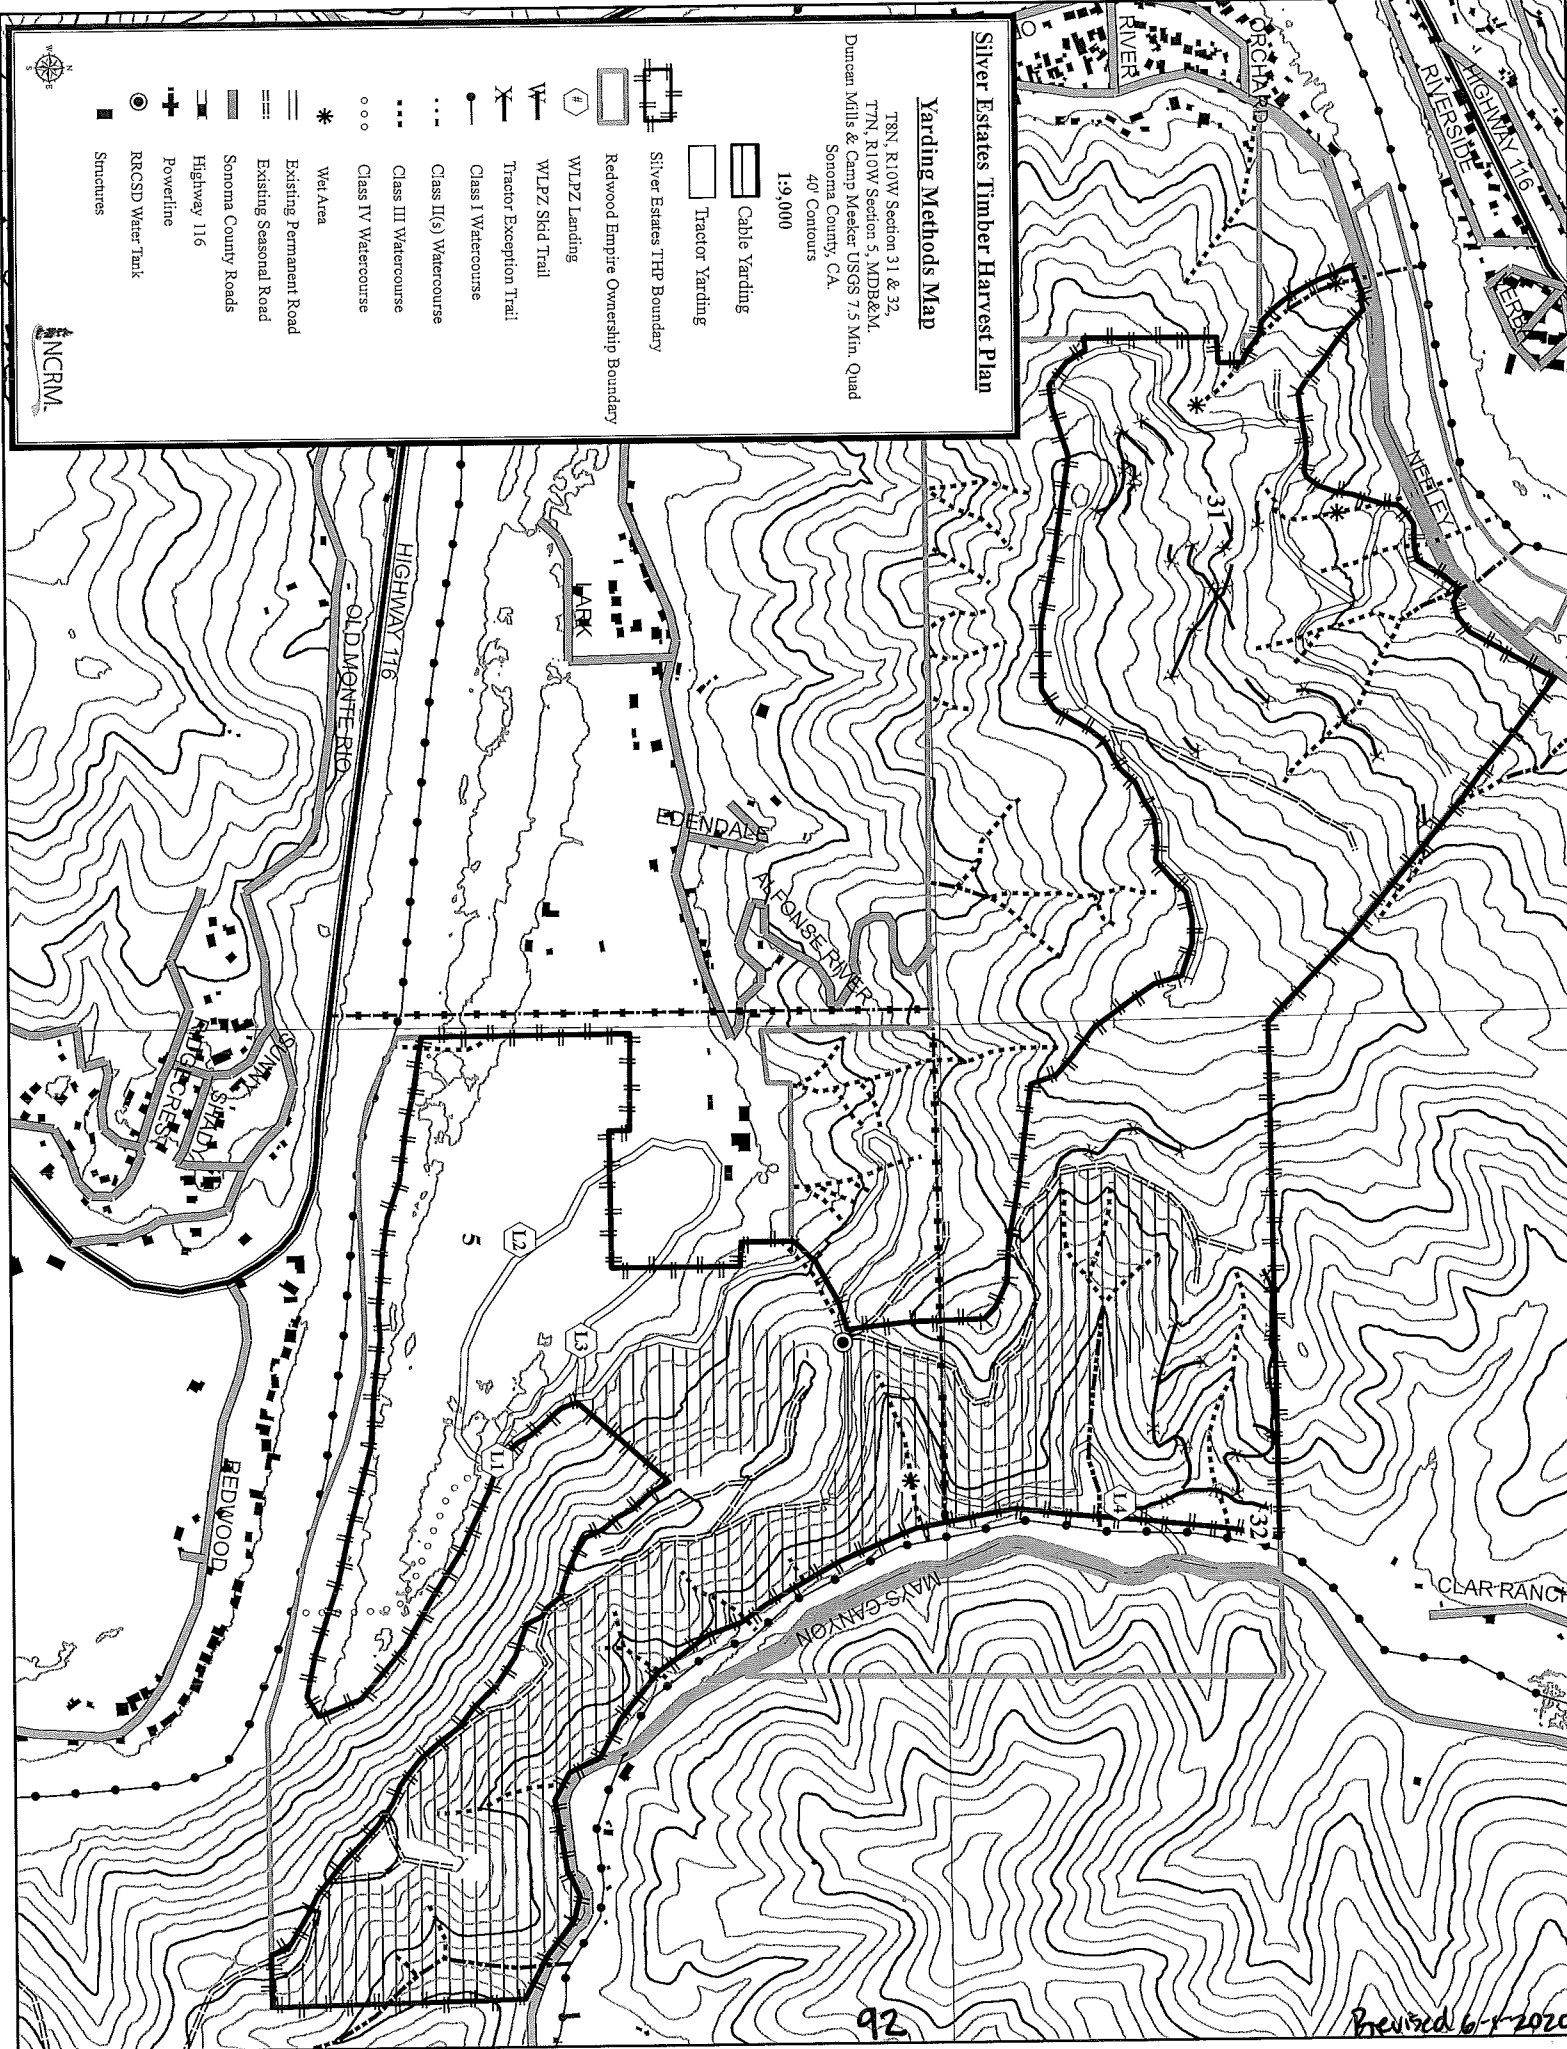 Silver Estates Timber Harvest Plan
Yarding Methods Map
T8N, R10W Section 31 & 32,
T7N, R10W Section 5, MDB&M.
Duncan Mills & Camp Meeker USGS 7.5 Min. Quad
Sonoma County, CA.
40' Contours
1:9,000
Cable Yarding
Tractor Yarding
Silver Estates THP Boundary
Redwood Empire Ownership Boundary
#
WLPZ Landing
WLPZ Skid Trail
Tractor Exception Trail
Class I Watercourse
Class II(s) Watercourse
Class III Watercourse
Class IV Watercourse
Wet Area
Existing Permanent Road
Existing Seasonal Road
Sonoma County Roads
Highway 116
Powerline
RRCSD Water Tank
Structures
N
E
S
W
NCRM
HIGHWAY 116
RIVERSIDE
ORCHARD
RIVER
NEELEY
31
HIGHWAY 116
OLD MONTE RIO
LARK
EDENDALE
ALFONSE RIVER
SUNNY
SHADY
RIDGECREST
5
L2
L3
L1
L4
32
REDWOOD
MAYS CANYON
CLAR RANCH
92